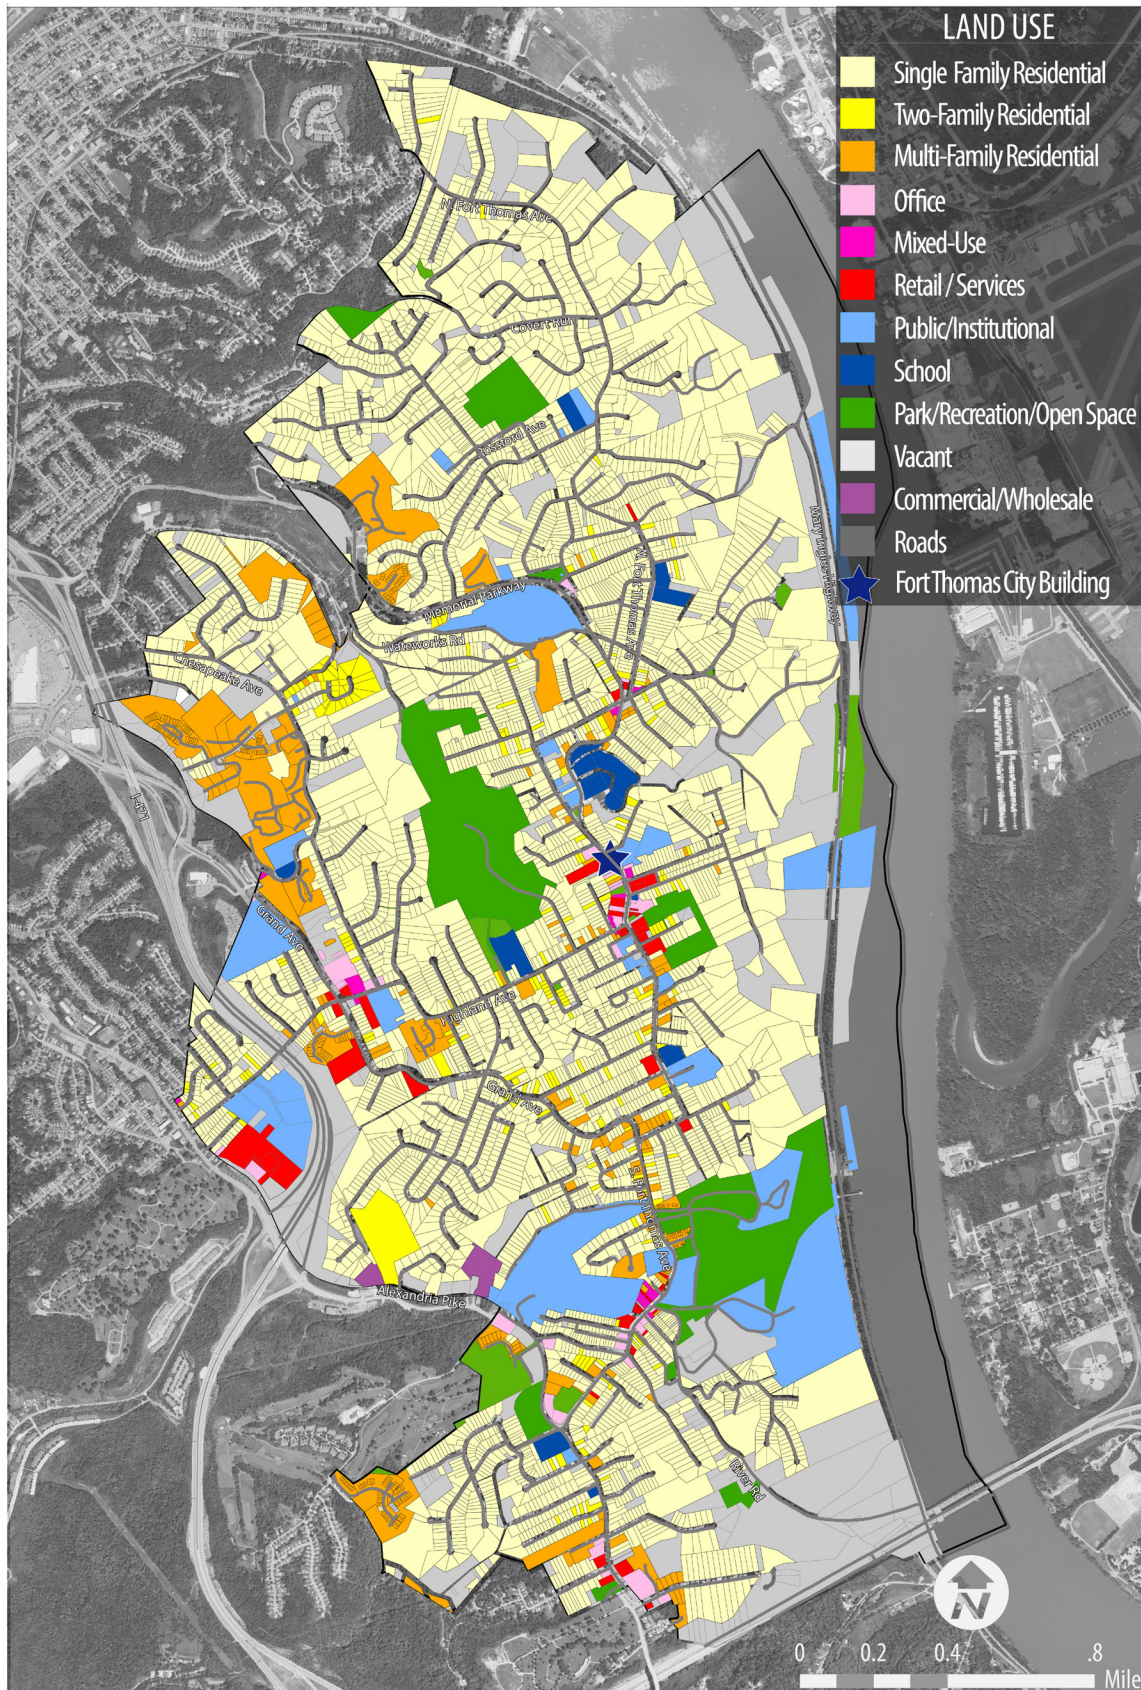 LAND USE
Single Family Residential
Two-Family Residential
Multi-Family Residential
Office
Mixed-Use
Retail / Services
Public/Institutional
School
Park/Recreation/Open Space
Vacant
Commercial/Wholesale
Roads
Fort Thomas City Building
N. Fort Thomas Ave
Covert Run
Rossford Ave
Mary Ingles Highway
N. Fort Thomas Ave
Memorial Parkway
Waterworks Rd
Chesapeake Ave
I-471
Grand Ave
Highland Ave
Grand Ave
S. Fort Thomas Ave
Alexandria Pike
River Rd
N
0 0.2 0.4 .8
Mile